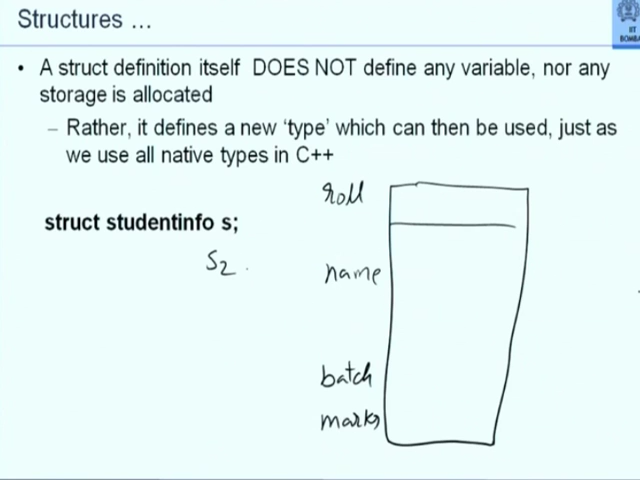 Structures ...
• A struct definition itself DOES NOT define any variable, nor any
storage is allocated
– Rather, it defines a new 'type' which can then be used, just as
we use all native types in C++
roll
struct studentinfo s;
S2
name
batch
marks
IIT
BOMBA